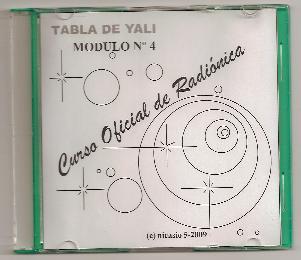 TABLA DE YALI
MODULO Nº 4
Curso Oficial de Radiónica
(c) nicasio 5-2009